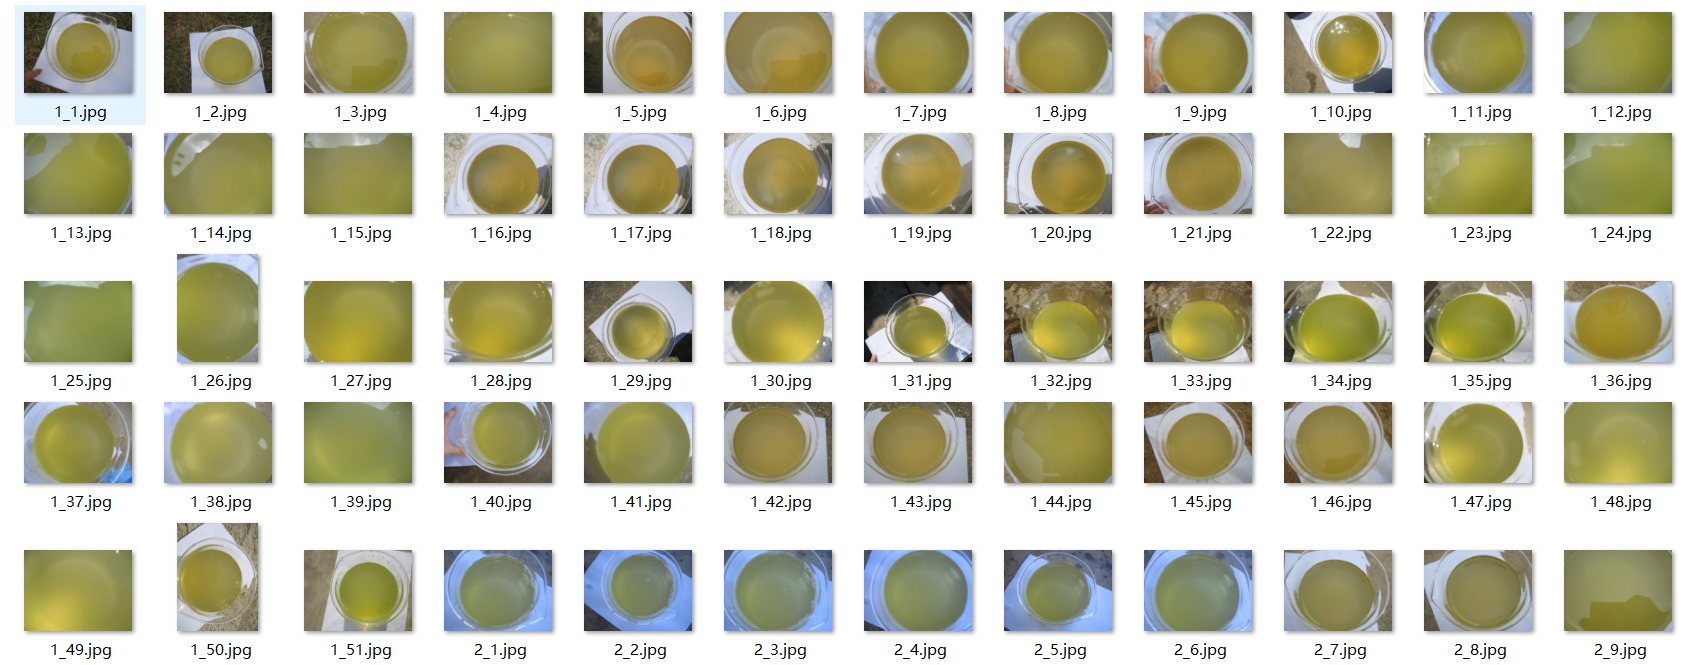 1_1.jpg 1_2.jpg 1_3.jpg 1_4.jpg 1_5.jpg 1_6.jpg 1_7.jpg 1_8.jpg 1_9.jpg 1_10.jpg 1_11.jpg 1_12.jpg
1_13.jpg 1_14.jpg 1_15.jpg 1_16.jpg 1_17.jpg 1_18.jpg 1_19.jpg 1_20.jpg 1_21.jpg 1_22.jpg 1_23.jpg 1_24.jpg
1_25.jpg 1_26.jpg 1_27.jpg 1_28.jpg 1_29.jpg 1_30.jpg 1_31.jpg 1_32.jpg 1_33.jpg 1_34.jpg 1_35.jpg 1_36.jpg
1_37.jpg 1_38.jpg 1_39.jpg 1_40.jpg 1_41.jpg 1_42.jpg 1_43.jpg 1_44.jpg 1_45.jpg 1_46.jpg 1_47.jpg 1_48.jpg
1_49.jpg 1_50.jpg 1_51.jpg 2_1.jpg 2_2.jpg 2_3.jpg 2_4.jpg 2_5.jpg 2_6.jpg 2_7.jpg 2_8.jpg 2_9.jpg